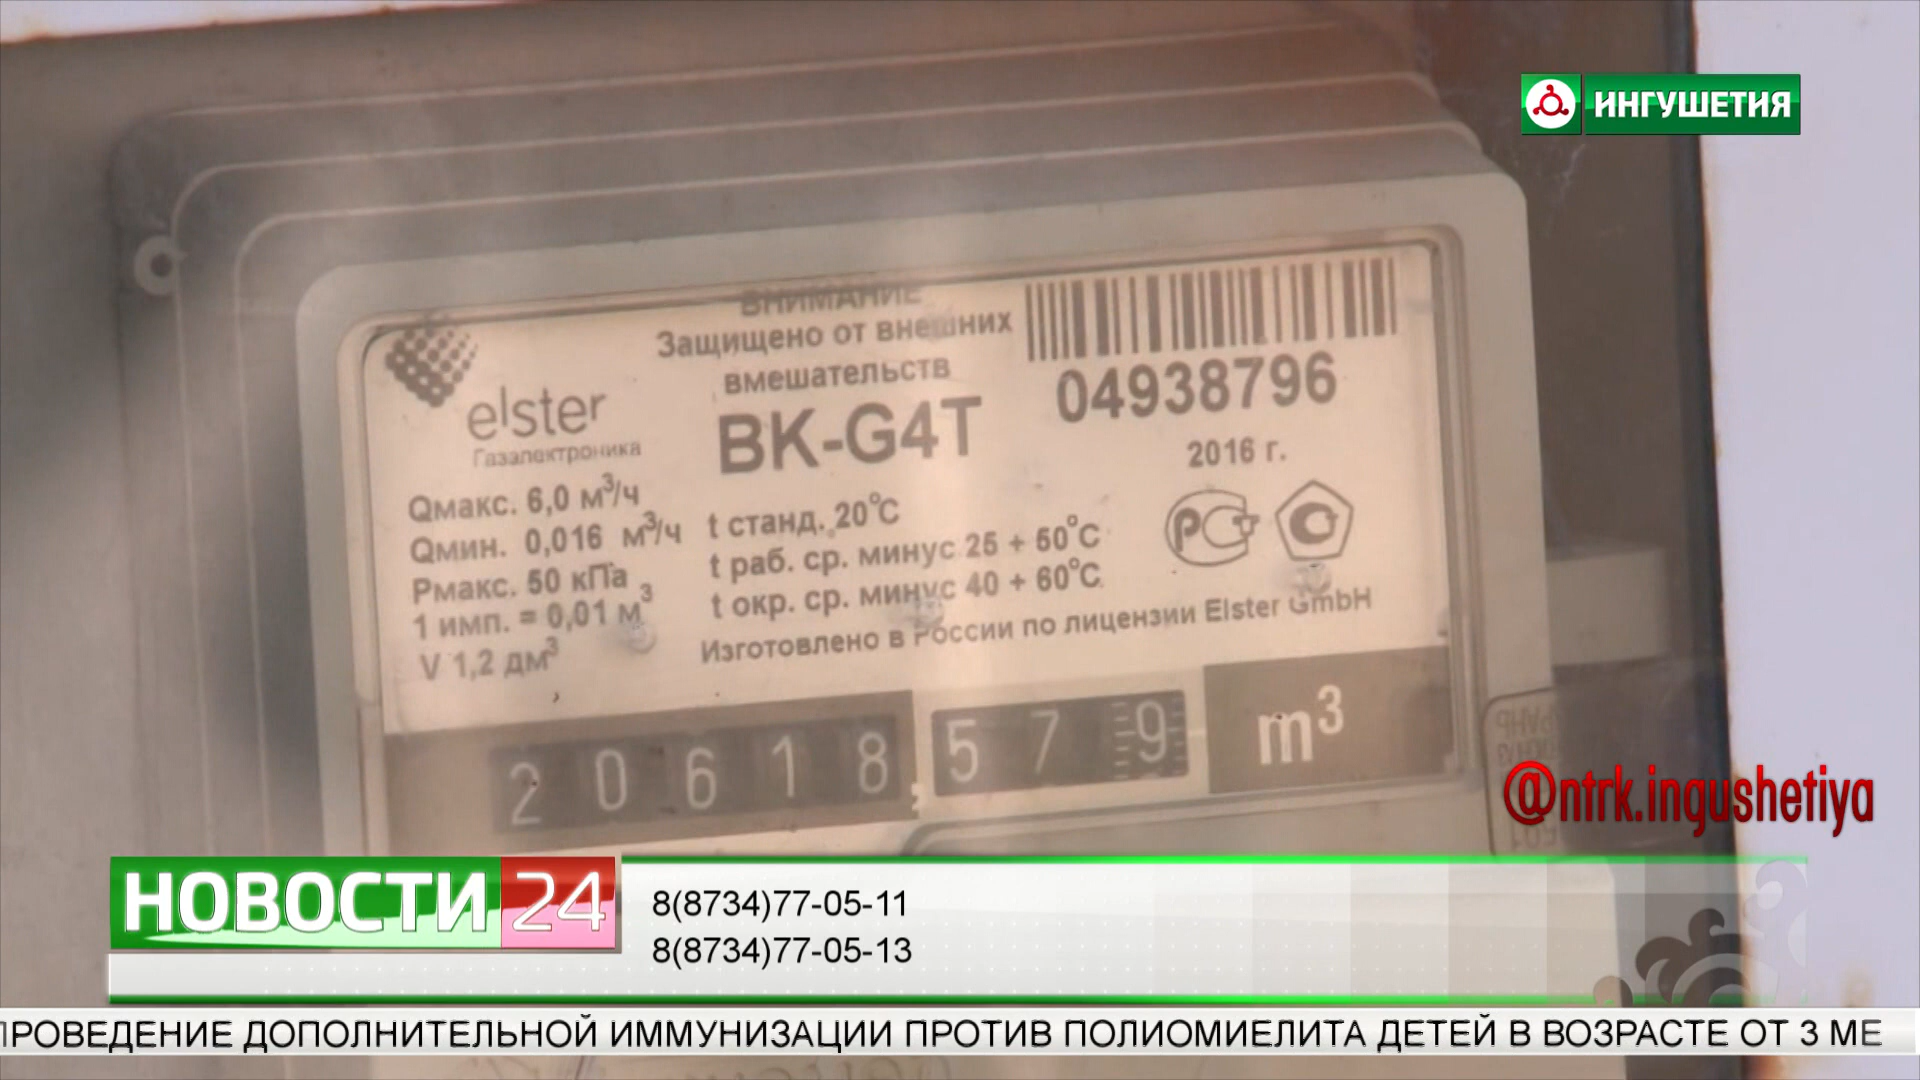 ИНГУШЕТИЯ
ВНИМАНИЕ
Защищено от внешних
вмешательств
BK-G4T
04938796
2016 г.
elster
Газэлектроника
Qмакс. 6,0 м³/ч
Qмин. 0,016 м³/ч
Pмакс. 50 кПа
1 имп. = 0,01 м³
V 1,2 дм³
t станд. 20°C
t раб. ср. минус 25 + 50°C
t окр. ср. минус 40 + 60°C
Изготовлено в России по лицензии Elster GmbH
РСТ
20618,579 m³
@ntrk.ingushetiya
НОВОСТИ 24
8(8734)77-05-11
8(8734)77-05-13
ПРОВЕДЕНИЕ ДОПОЛНИТЕЛЬНОЙ ИММУНИЗАЦИИ ПРОТИВ ПОЛИОМИЕЛИТА ДЕТЕЙ В ВОЗРАСТЕ ОТ 3 МЕ